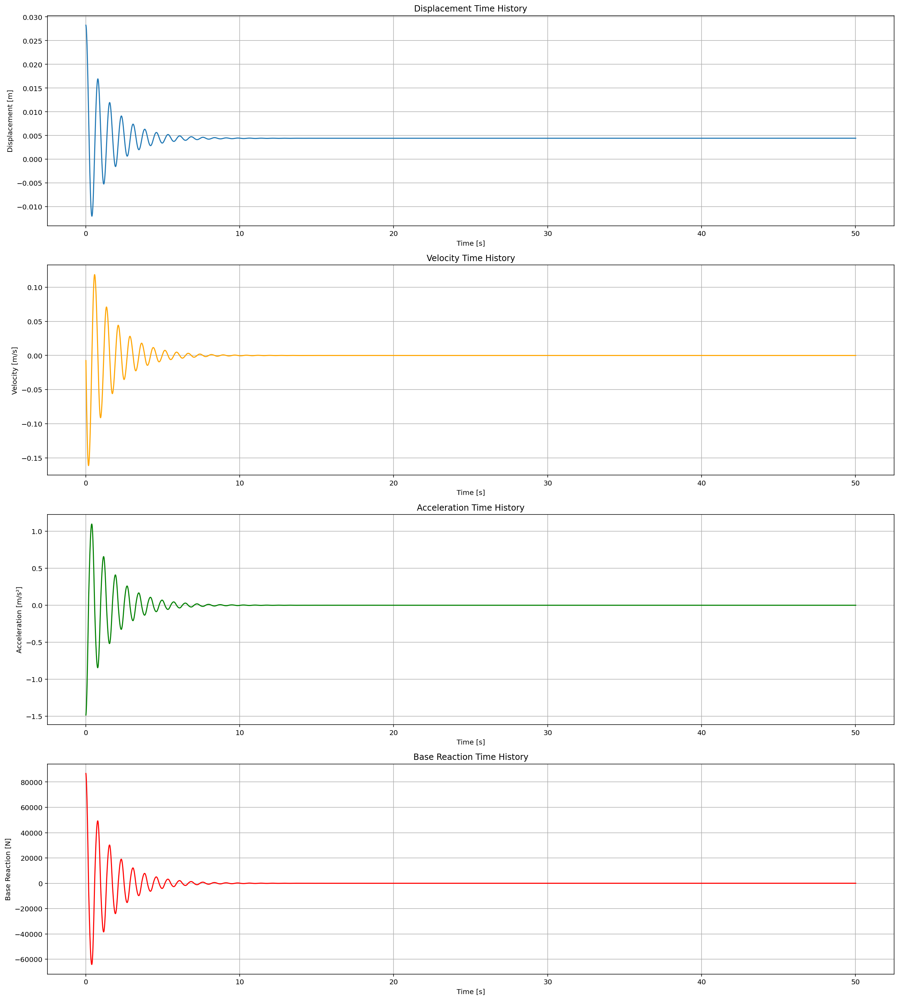 Displacement Time History
0.030
0.025
0.020
0.015
0.010
0.005
0.000
−0.005
−0.010
Displacement [m]
0 10 20 30 40 50
Time [s]
Velocity Time History
0.10
0.05
0.00
−0.05
−0.10
−0.15
Velocity [m/s]
0 10 20 30 40 50
Time [s]
Acceleration Time History
1.0
0.5
0.0
−0.5
−1.0
−1.5
Acceleration [m/s²]
0 10 20 30 40 50
Time [s]
Base Reaction Time History
80000
60000
40000
20000
0
−20000
−40000
−60000
Base Reaction [N]
0 10 20 30 40 50
Time [s]